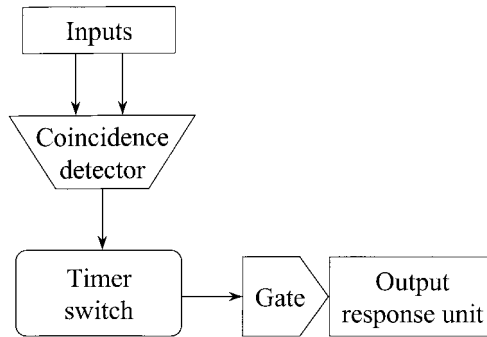 Inputs
Coincidence
detector
Timer
switch
Gate
Output
response unit